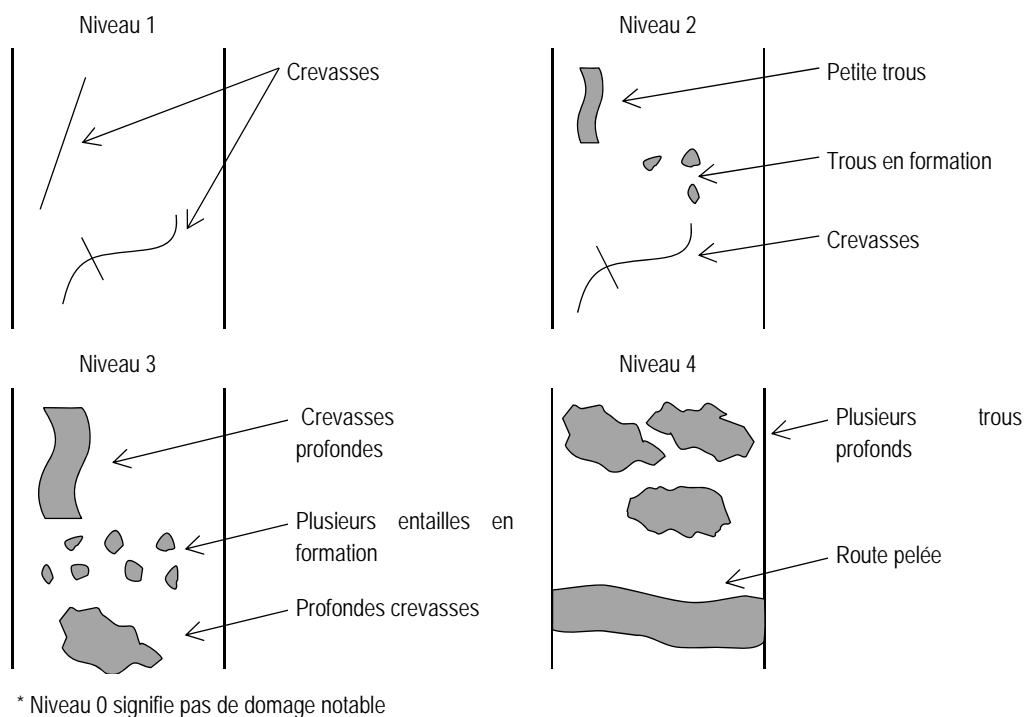 Niveau 1
Crevasses
Niveau 2
Petite trous
Trous en formation
Crevasses
Niveau 3
Crevasses
profondes
Plusieurs entailles en
formation
Profondes crevasses
Niveau 4
Plusieurs trous
profonds
Route pelée
* Niveau 0 signifie pas de domage notable